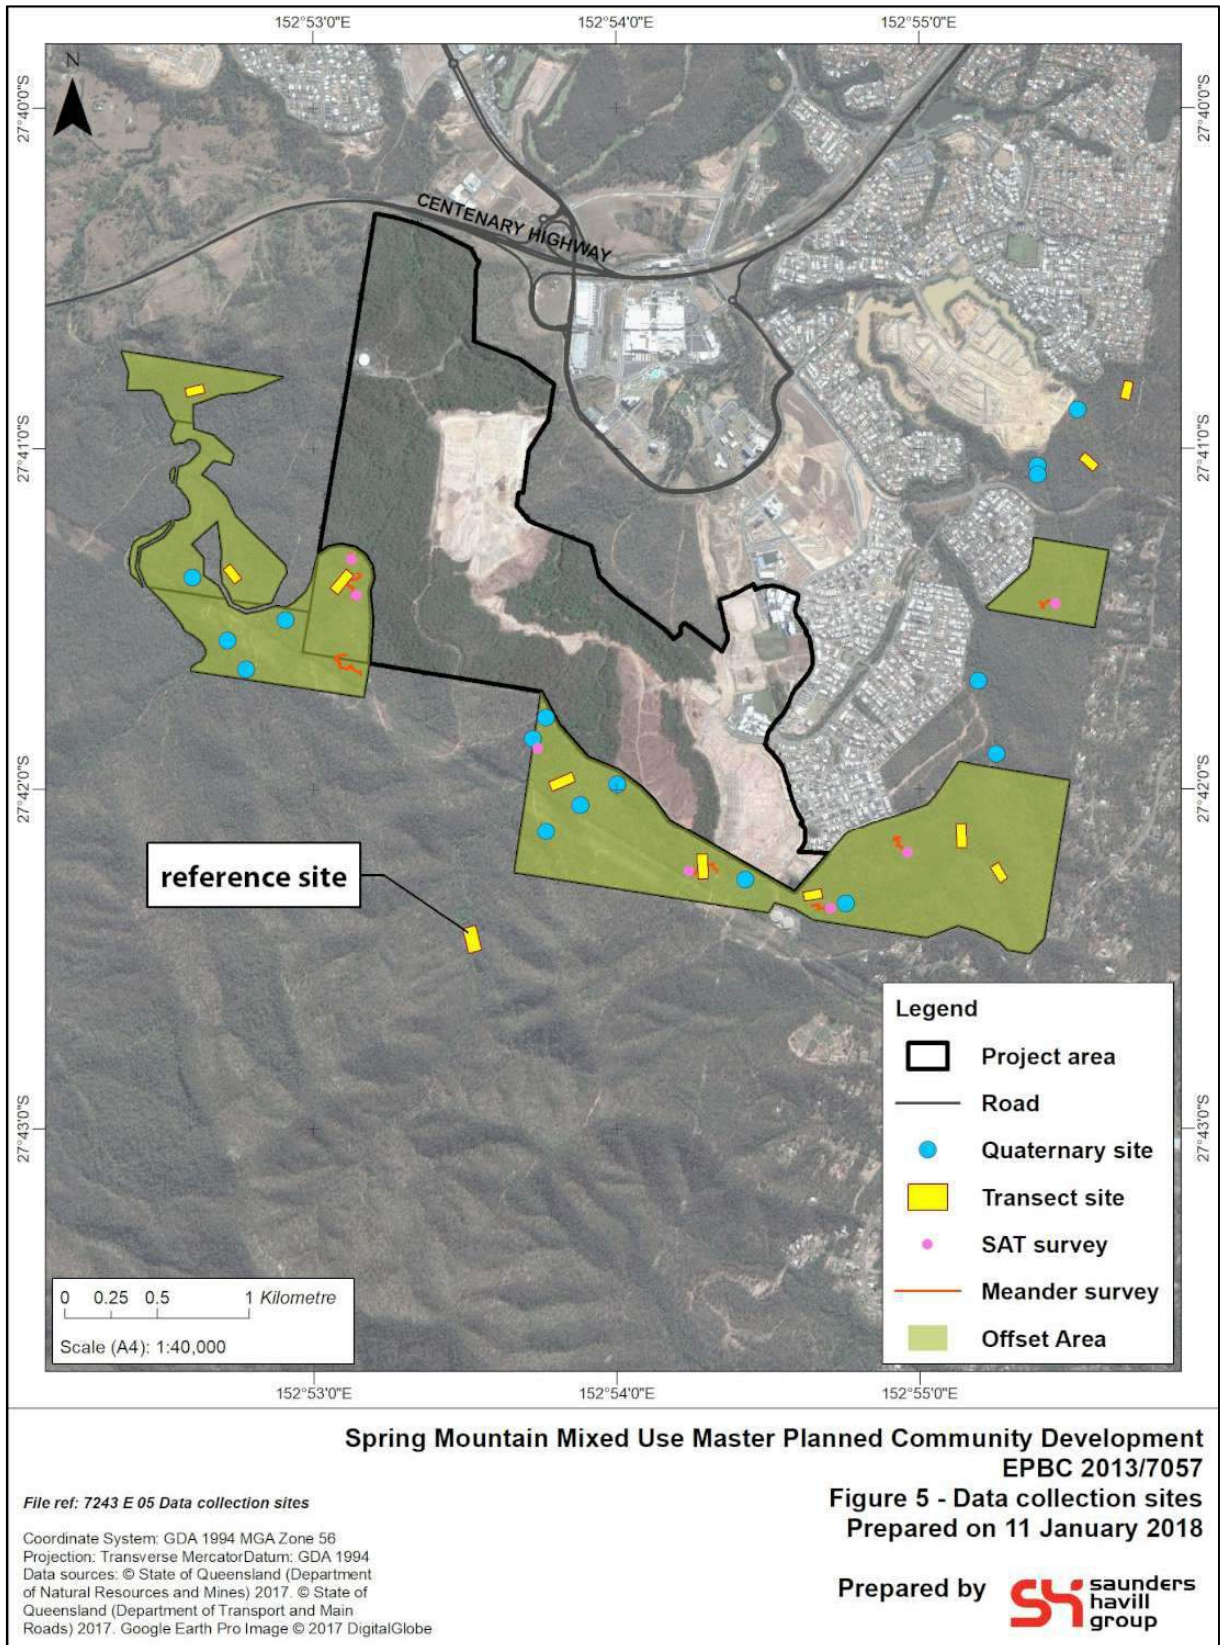 152°53'0"E
152°54'0"E
152°55'0"E
N
27°40'0"S
27°40'0"S
CENTENARY HIGHWAY
27°41'0"S
27°41'0"S
27°42'0"S
27°42'0"S
reference site
27°43'0"S
27°43'0"S
Legend
Project area
Road
Quaternary site
Transect site
SAT survey
Meander survey
Offset Area
0 0.25 0.5 1 Kilometre
Scale (A4): 1:40,000
152°53'0"E
152°54'0"E
152°55'0"E
Spring Mountain Mixed Use Master Planned Community Development
EPBC 2013/7057
Figure 5 - Data collection sites
Prepared on 11 January 2018
File ref: 7243 E 05 Data collection sites
Coordinate System: GDA 1994 MGA Zone 56
Projection: Transverse MercatorDatum: GDA 1994
Data sources: © State of Queensland (Department
of Natural Resources and Mines) 2017. © State of
Queensland (Department of Transport and Main
Roads) 2017. Google Earth Pro Image © 2017 DigitalGlobe
Prepared by
saunders
havill
group